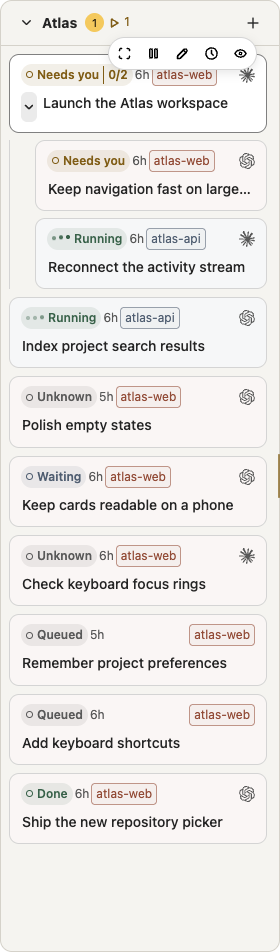 Atlas 1 1
Needs you 0/2 6h atlas-web
Launch the Atlas workspace
Needs you 6h atlas-web
Keep navigation fast on large...
Running 6h atlas-api
Reconnect the activity stream
Running 6h atlas-api
Index project search results
Unknown 5h atlas-web
Polish empty states
Waiting 6h atlas-web
Keep cards readable on a phone
Unknown 6h atlas-web
Check keyboard focus rings
Queued 5h atlas-web
Remember project preferences
Queued 6h atlas-web
Add keyboard shortcuts
Done 6h atlas-web
Ship the new repository picker